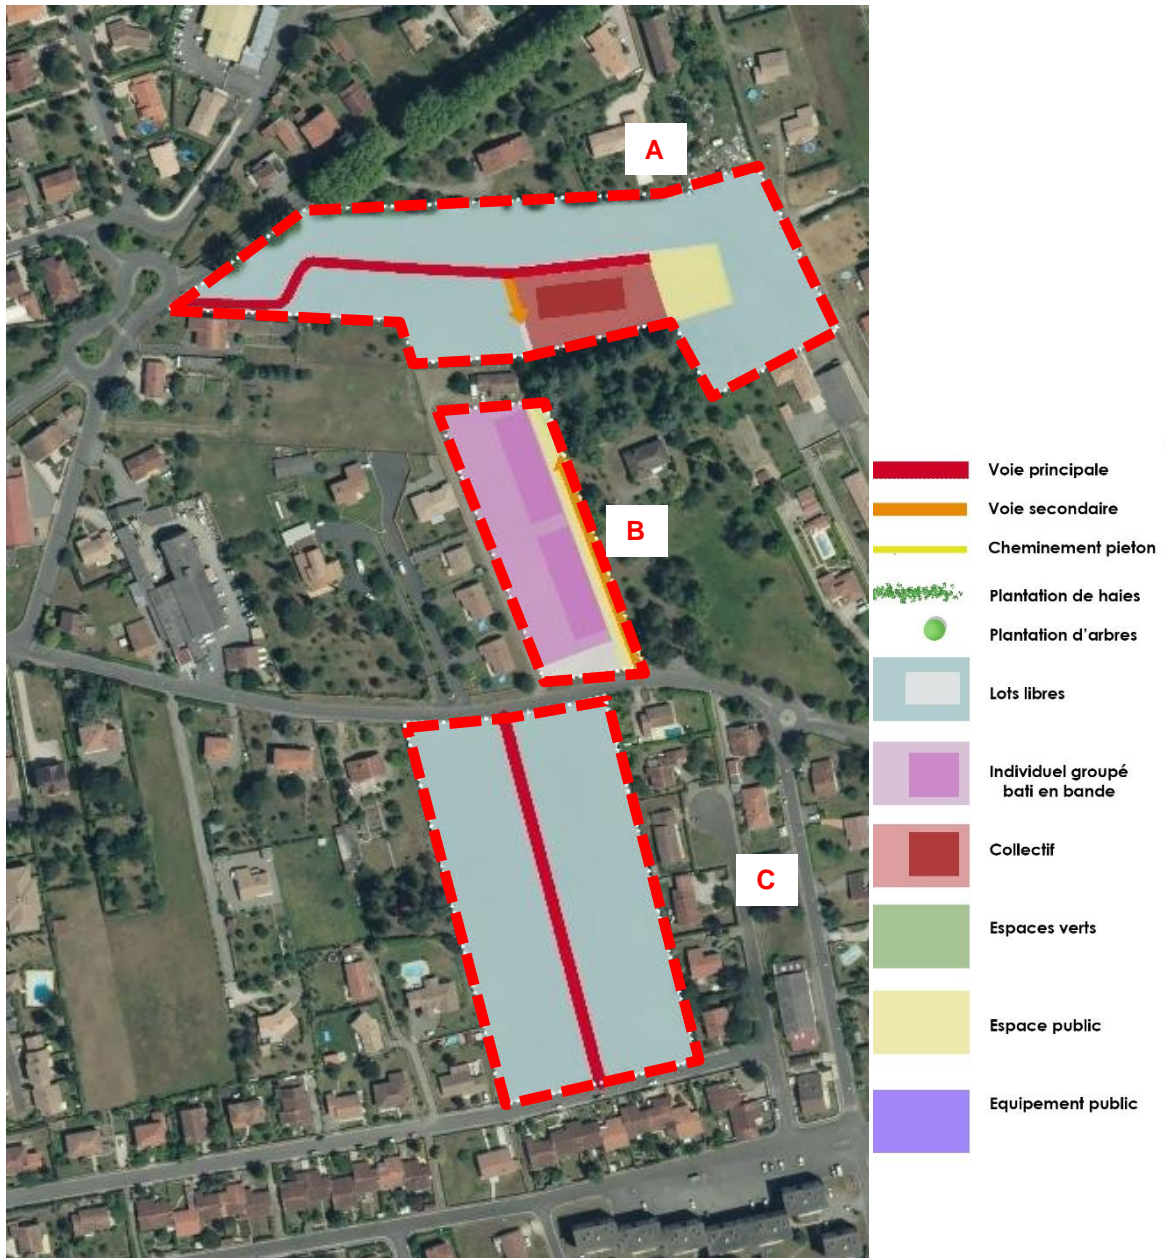 A
B
C
Voie principale
Voie secondaire
Cheminement pieton
Plantation de haies
Plantation d'arbres
Lots libres
Individuel groupé
bati en bande
Collectif
Espaces verts
Espace public
Equipement public